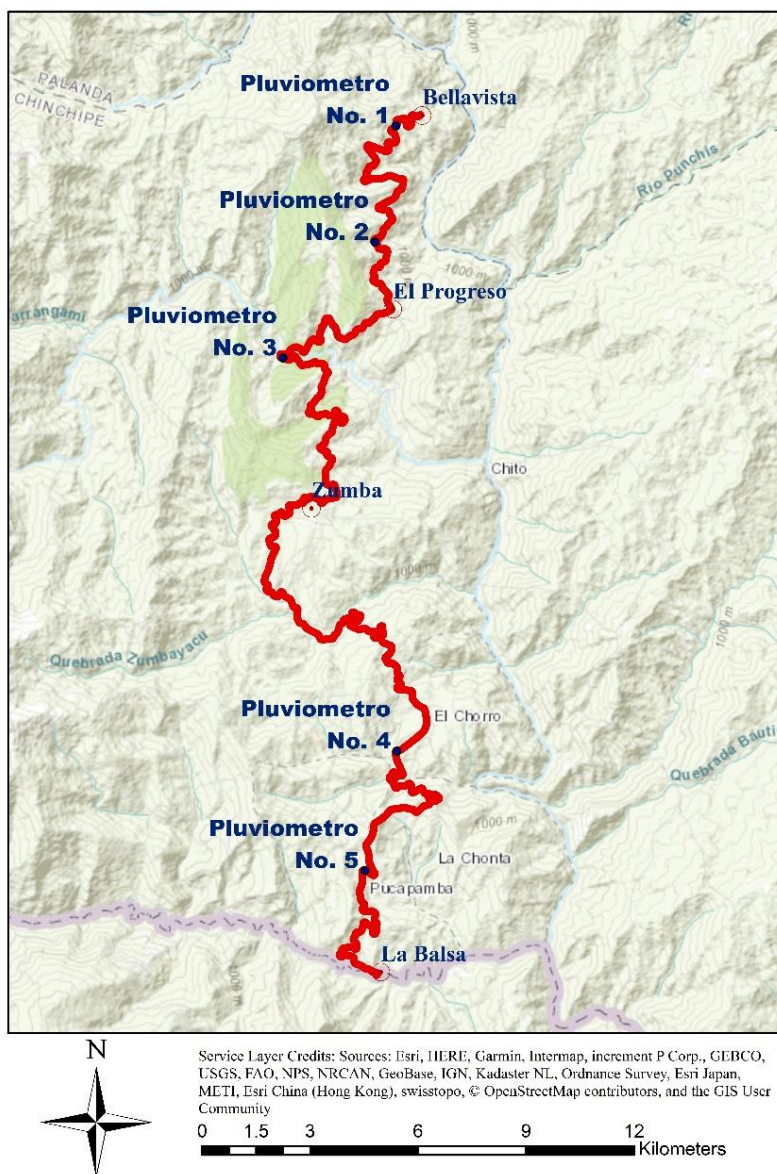 PALANDA
CHINCHIPE
Pluviometro
No. 1
Bellavista
Río Punchis
Pluviometro
No. 2
1000 m
1000 m
1000 m
El Progreso
Pluviometro
No. 3
Chito
1000 m
Zumba
1000 m
Quebrada Zumbayacu
Pluviometro
No. 4
El Chorro
1000 m
Pluviometro
No. 5
La Chonta
Pucapamba
La Balsa
N
Service Layer Credits: Sources: Esri, HERE, Garmin, Intermap, increment P Corp., GEBCO,
USGS, FAO, NPS, NRCAN, GeoBase, IGN, Kadaster NL, Ordnance Survey, Esri Japan,
METI, Esri China (Hong Kong), swisstopo, © OpenStreetMap contributors, and the GIS User
Community
0 1.5 3 6 9 12
Kilometers